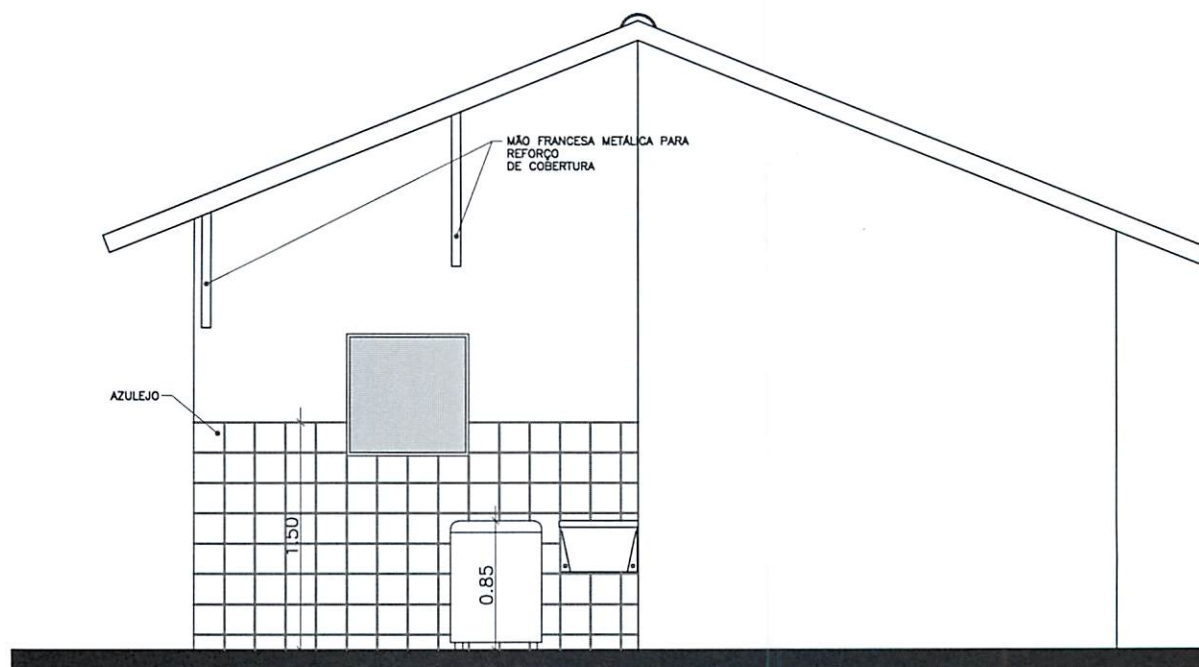 MÃO FRANCESA METÁLICA PARA
REFORÇO
DE COBERTURA
AZULEJO
1.50
0.85